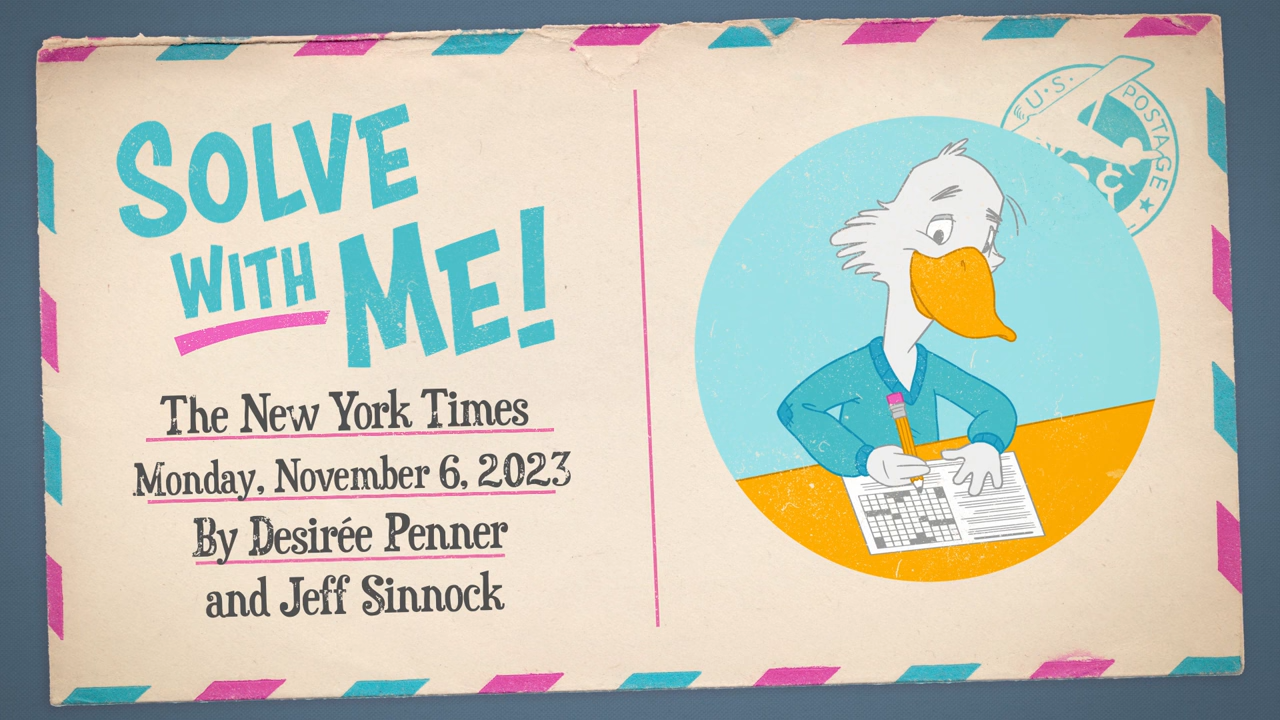 Solve
with Me!
The New York Times
Monday, November 6, 2023
By Desirée Penner
and Jeff Sinnock
U.S. POSTAGE